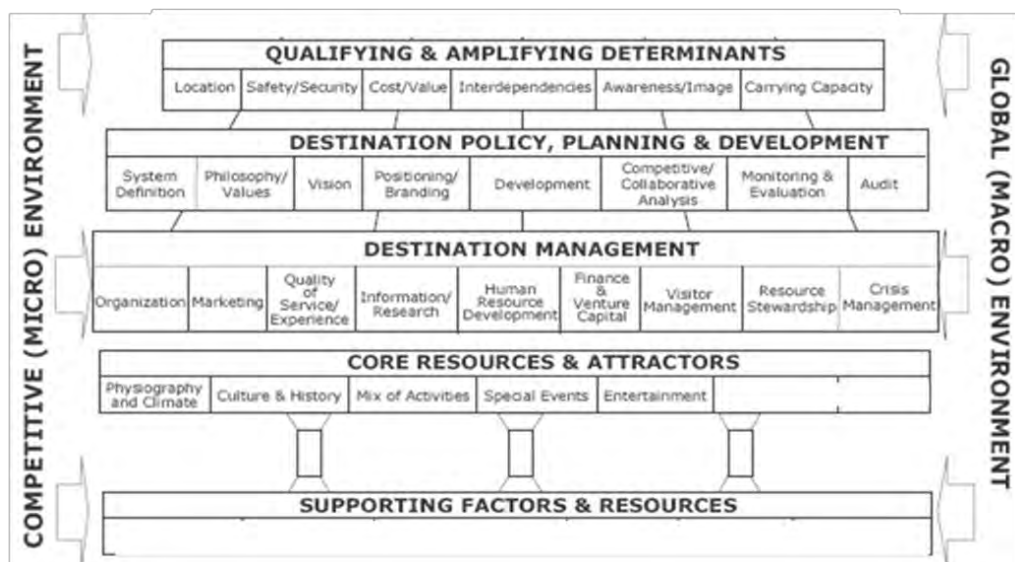 COMPETITIVE (MICRO) ENVIRONMENT
QUALIFYING & AMPLIFYING DETERMINANTS
Location Safety/Security Cost/Value Interdependencies Awareness/Image Carrying Capacity
DESTINATION POLICY, PLANNING & DEVELOPMENT
System
Definition
Philosophy/
Values
Vision
Positioning/
Branding
Development
Competitive/
Collaborative
Analysis
Monitoring &
Evaluation
Audit
DESTINATION MANAGEMENT
Organization
Marketing
Quality
of
Service/
Experience
Information/
Research
Human
Resource
Development
Finance
&
Venture
Capital
Visitor
Management
Resource
Stewardship
Crisis
Management
CORE RESOURCES & ATTRACTORS
Physiography
and Climate
Culture & History
Mix of Activities
Special Events
Entertainment
SUPPORTING FACTORS & RESOURCES
GLOBAL (MACRO) ENVIRONMENT